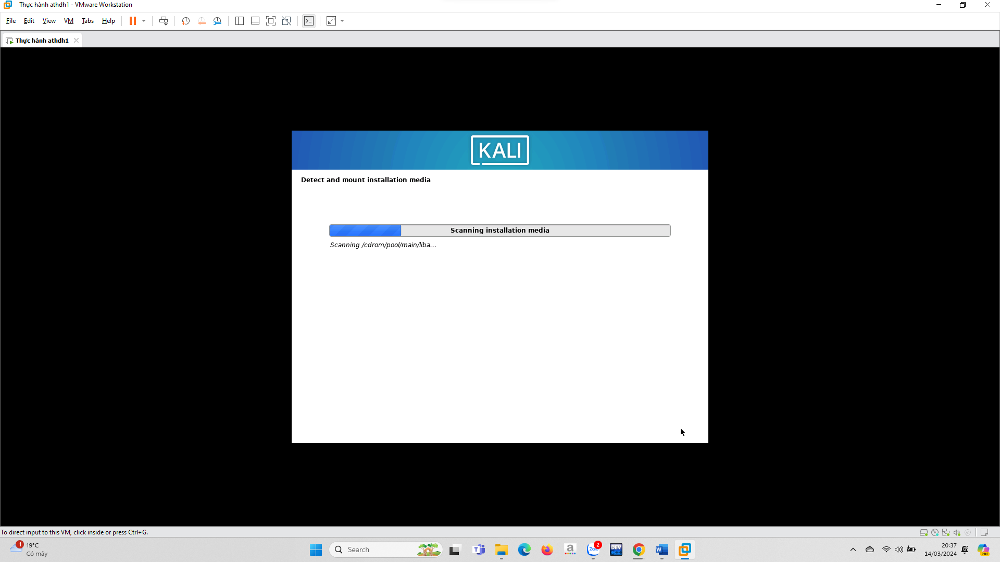 Thực hành athdh1 - VMware Workstation
File Edit View VM Tabs Help
Thực hành athdh1
KALI
Detect and mount installation media
Scanning installation media
Scanning /cdrom/pool/main/liba...
To direct input to this VM, click inside or press Ctrl+G.
1
19°C
Có mây
Search
a
Zalo
2
DEV
20:37
14/03/2024
PRE